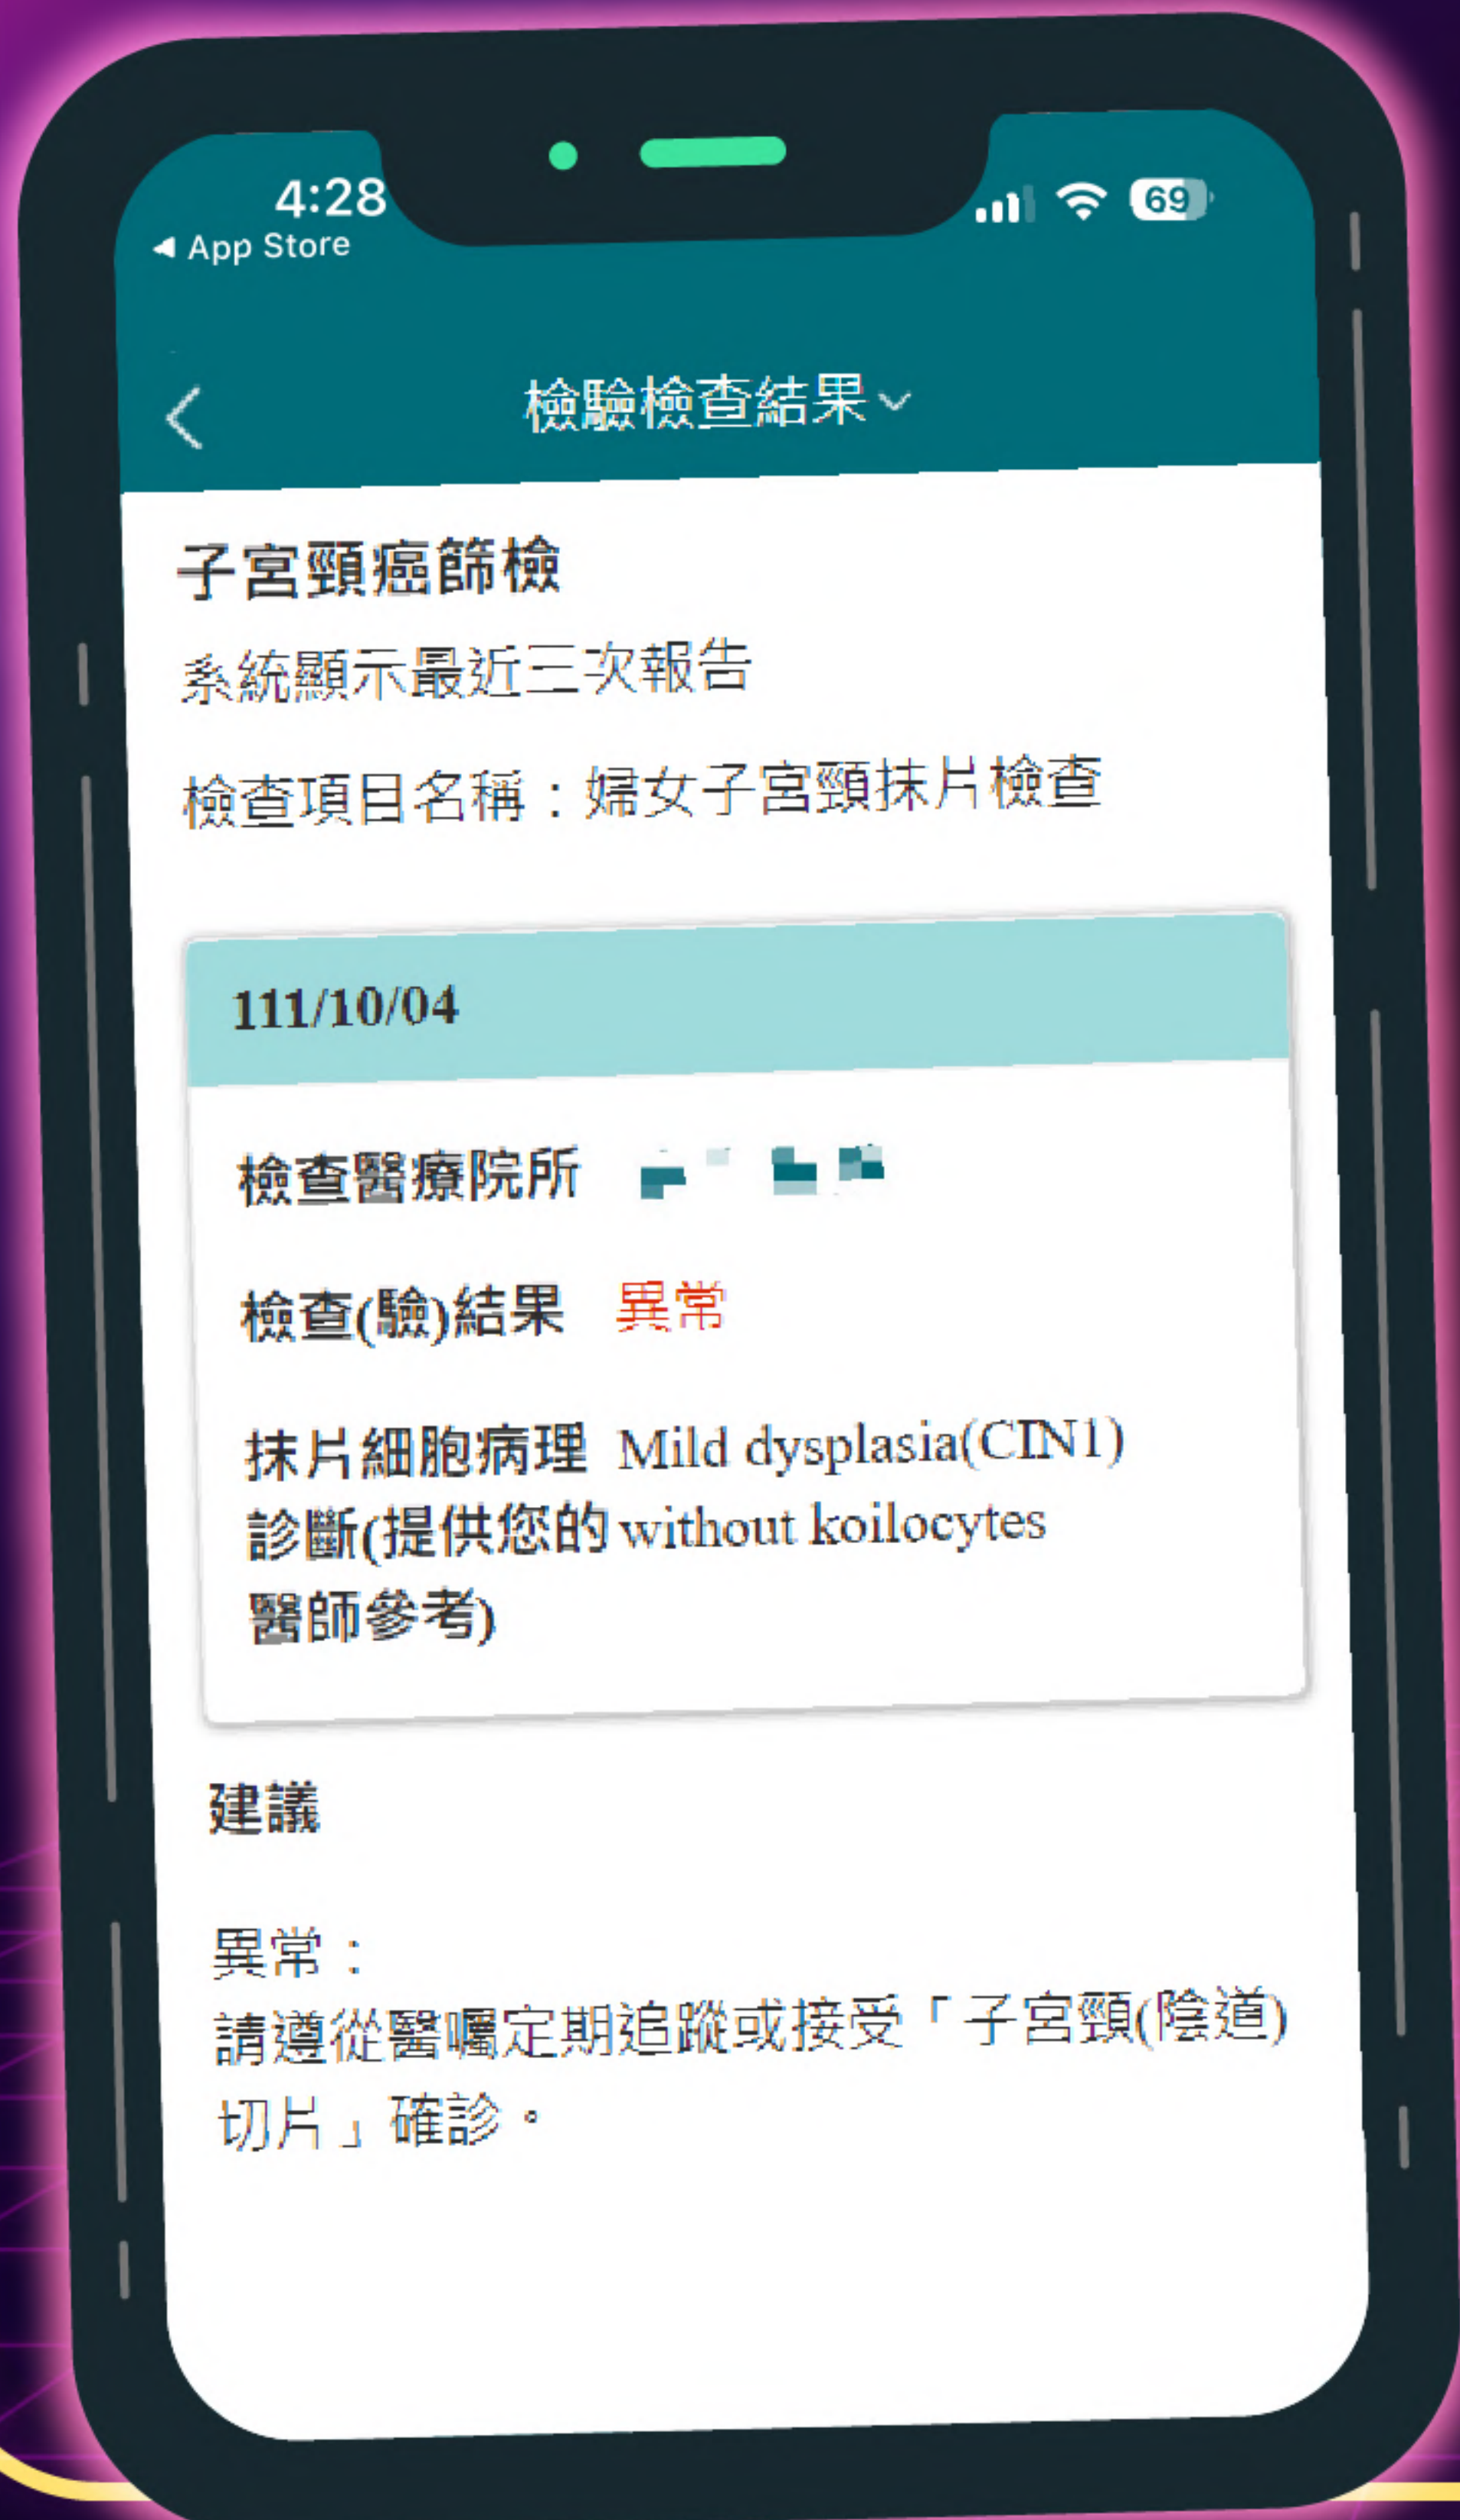 4:28
69
◀ App Store
檢驗檢查結果
子宮頸癌篩檢
系統顯示最近三次報告
檢查項目名稱：婦女子宮頸抹片檢查
111/10/04
檢查醫療院所
檢查(驗)結果 異常
抹片細胞病理 Mild dysplasia(CIN1)
診斷(提供您的 without koilocytes
醫師參考)
建議
異常：
請遵從醫囑定期追蹤或接受「子宮頸(陰道)
切片」確診。